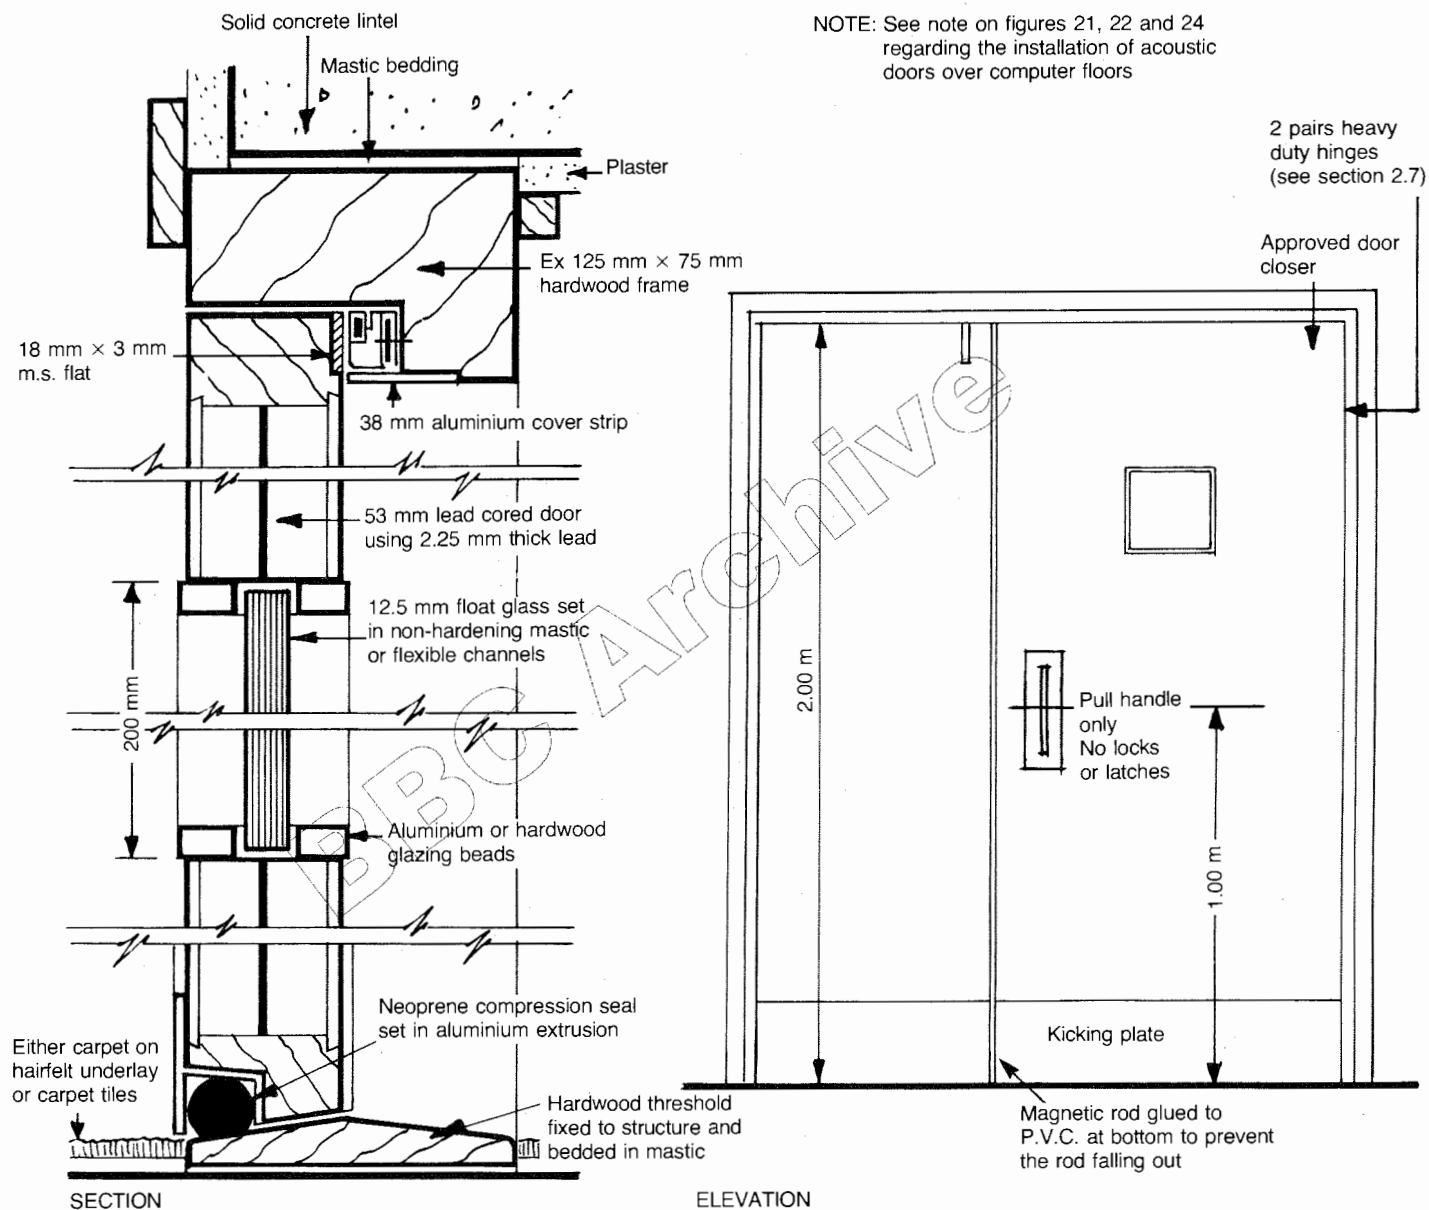 Solid concrete lintel
Mastic bedding
Plaster
Ex 125 mm × 75 mm
hardwood frame
18 mm × 3 mm
m.s. flat
38 mm aluminium cover strip
53 mm lead cored door
using 2.25 mm thick lead
12.5 mm float glass set
in non-hardening mastic
or flexible channels
200 mm
Aluminium or hardwood
glazing beads
Neoprene compression seal
set in aluminium extrusion
Either carpet on
hairfelt underlay
or carpet tiles
Hardwood threshold
fixed to structure and
bedded in mastic
SECTION
NOTE: See note on figures 21, 22 and 24
regarding the installation of acoustic
doors over computer floors
2 pairs heavy
duty hinges
(see section 2.7)
Approved door
closer
2.00 m
Pull handle
only
No locks
or latches
1.00 m
Kicking plate
Magnetic rod glued to
P.V.C. at bottom to prevent
the rod falling out
ELEVATION
BBC Archive